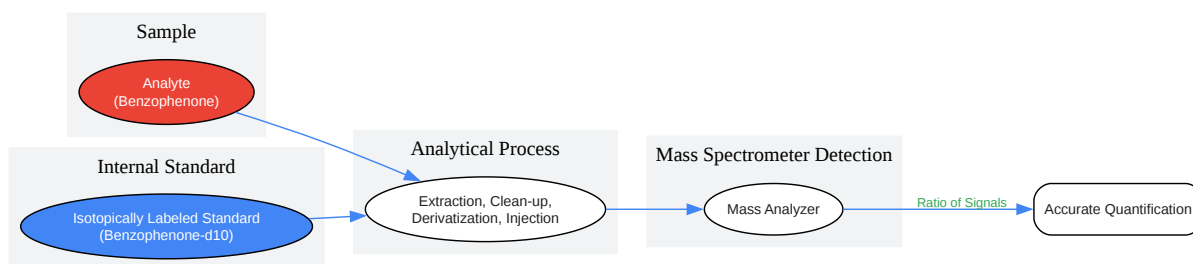 Sample
Analyte
(Benzophenone)
Internal Standard
Isotopically Labeled Standard
(Benzophenone-d10)
Analytical Process
Extraction, Clean-up,
Derivatization, Injection
Mass Spectrometer Detection
Mass Analyzer
Ratio of Signals
Accurate Quantification